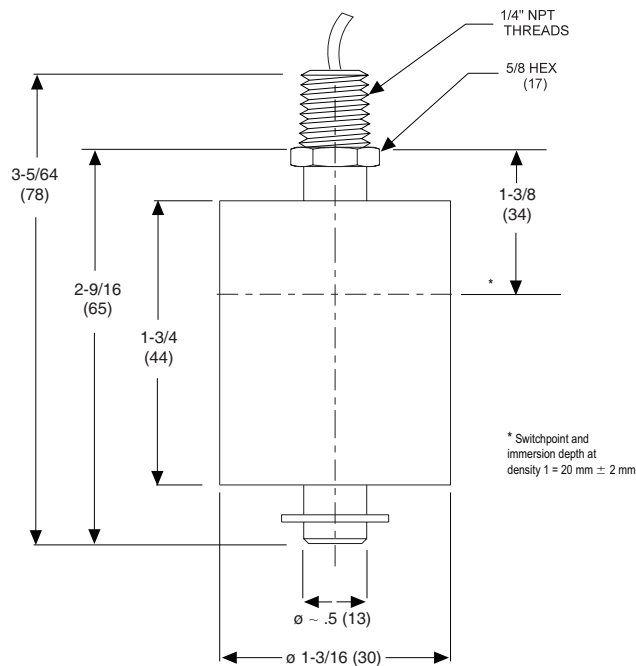 1/4" NPT
THREADS
5/8 HEX
(17)
3-5/64
(78)
1-3/8
(34)
2-9/16
(65)
*
1-3/4
(44)
* Switchpoint and
immersion depth at
density 1 = 20 mm ± 2 mm
ø ~ .5 (13)
ø 1-3/16 (30)